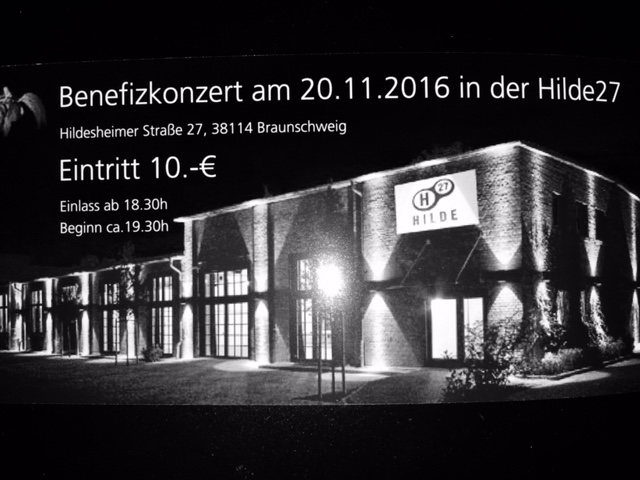 Benefizkonzert am 20.11.2016 in der Hilde27
Hildesheimer Straße 27, 38114 Braunschweig
Eintritt 10.-€
Einlass ab 18.30h
Beginn ca.19.30h
H 27
HILDE